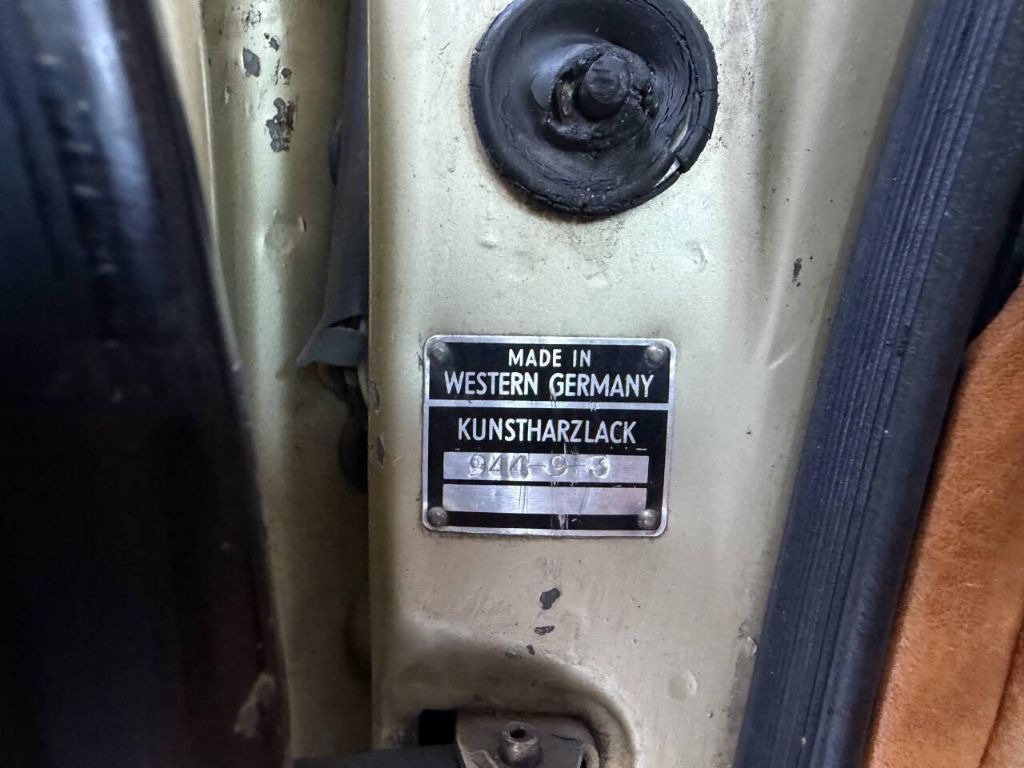 MADE IN
WESTERN GERMANY
KUNSTHARZLACK
944-9-3